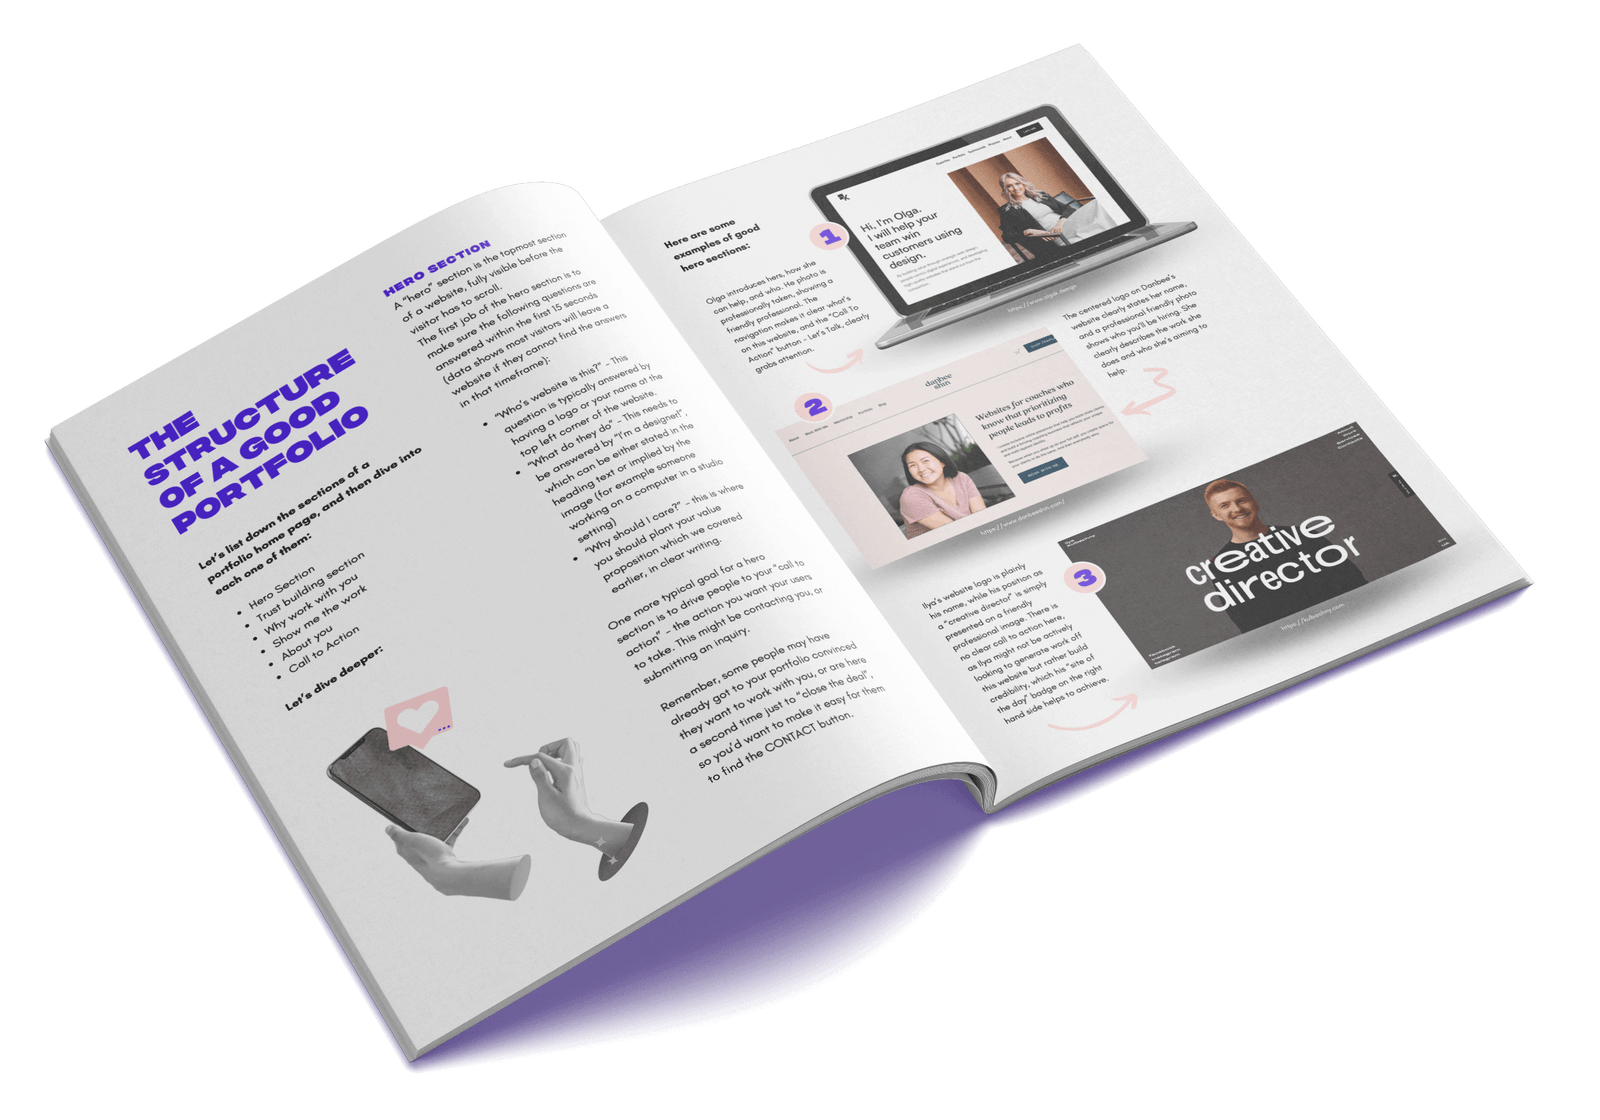 THE
STRUCTURE
OF A GOOD
PORTFOLIO
Let's list down the sections of a
portfolio home page, and then dive into
each one of them:
• Hero Section
• Trust building section
• Why work with you
• Show me the work
• About you
• Call to Action
Let's dive deeper:
HERO SECTION
A "hero" section is the topmost section
of a website, fully visible before the
visitor has to scroll.
The first job of the hero section is to
make sure the following questions are
answered within the first 15 seconds
(data shows most visitors will leave a
website if they cannot find the answers
in that timeframe):
• "Who's website is this?" - This
question is typically answered by
having a logo or your name at the
top left corner of the website.
• "What do they do" - This needs to
be answered by "I'm a designer!",
which can be either stated in the
heading text or implied by the
image (for example someone
working on a computer in a studio
setting)
• "Why should I care?" - this is where
you should plant your value
proposition which we covered
earlier, in clear writing.
One more typical goal for a hero
section is to drive people to your "call to
action" - the action you want your users
to take. This might be contacting you, or
submitting an inquiry.
Remember, some people may have
already got to your portfolio convinced
they want to work with you, or are here
a second time just to "close the deal",
so you'd want to make it easy for them
to find the CONTACT button.
Here are some
examples of good
hero sections:
1
Olga introduces hers, how she
can help, and who. He photo is
professionally taken, showing a
friendly professional. The
navigation makes it clear what's
on this website, and the "Call To
Action" button - Let's Talk, clearly
grabs attention.
Hi, I'm Olga.
I will help your
team win
customers using
design.
https://www.olgak.design
The centered logo on Danbee's
website clearly states her name,
and a professional friendly photo
shows who you'll be hiring. She
clearly describes the work she
does and who she's aiming to
help.
2
danbee
shin
About Work With Me Mentorship Portfolio Blog
Websites for coaches who
know that prioritizing
people leads to profits
WORK WITH ME
https://www.danbeeshin.com/
3
creative
director
Ilya's website logo is plainly
his name, while his position as
a "creative director" is simply
presented on a friendly
professional image. There is
no clear call to action here,
as Ilya might not be actively
looking to generate work off
this website but rather build
credibility, which his "site of
the day" badge on the right
hand side helps to achieve.